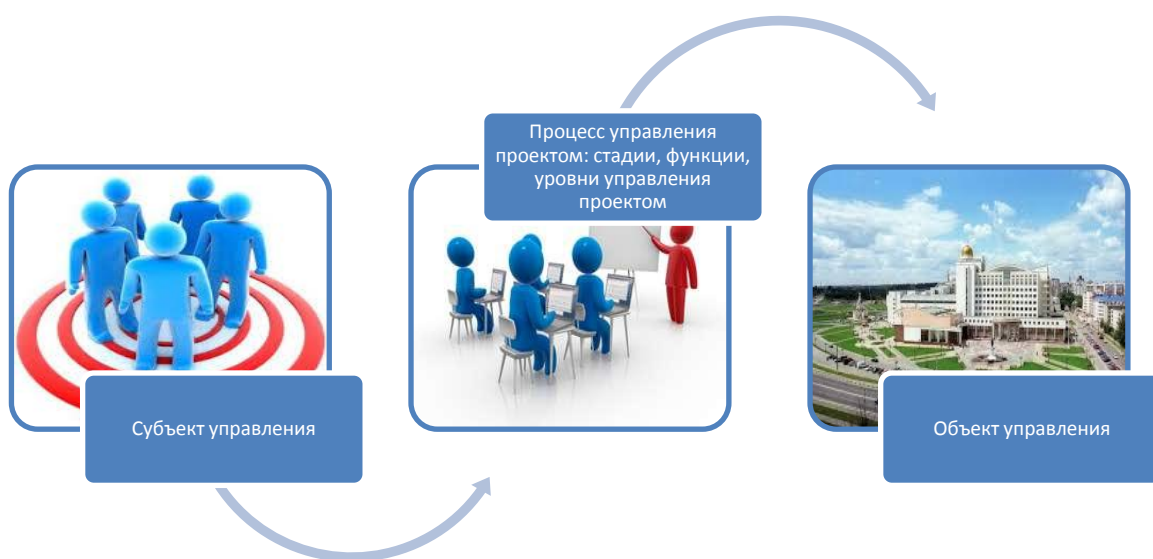 Субъект управления
Процесс управления
проектом: стадии, функции,
уровни управления
проектом
Объект управления